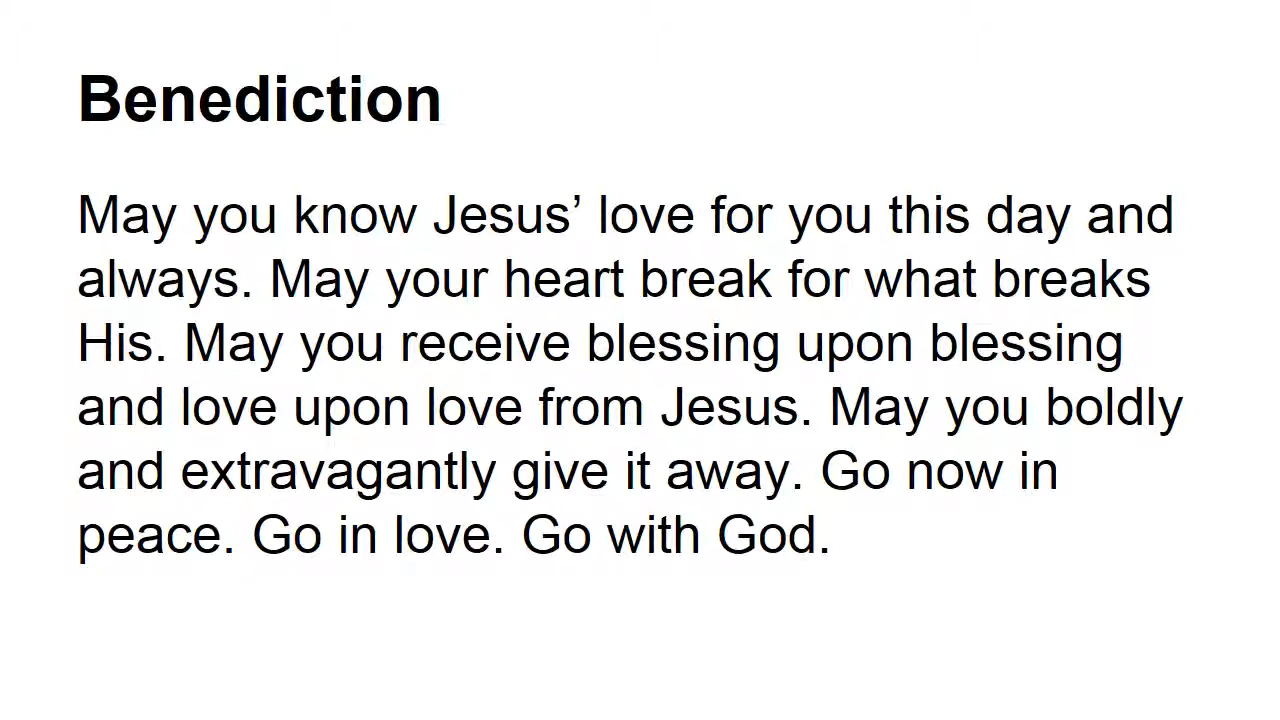 Benediction
May you know Jesus’ love for you this day and
always. May your heart break for what breaks
His. May you receive blessing upon blessing
and love upon love from Jesus. May you boldly
and extravagantly give it away. Go now in
peace. Go in love. Go with God.